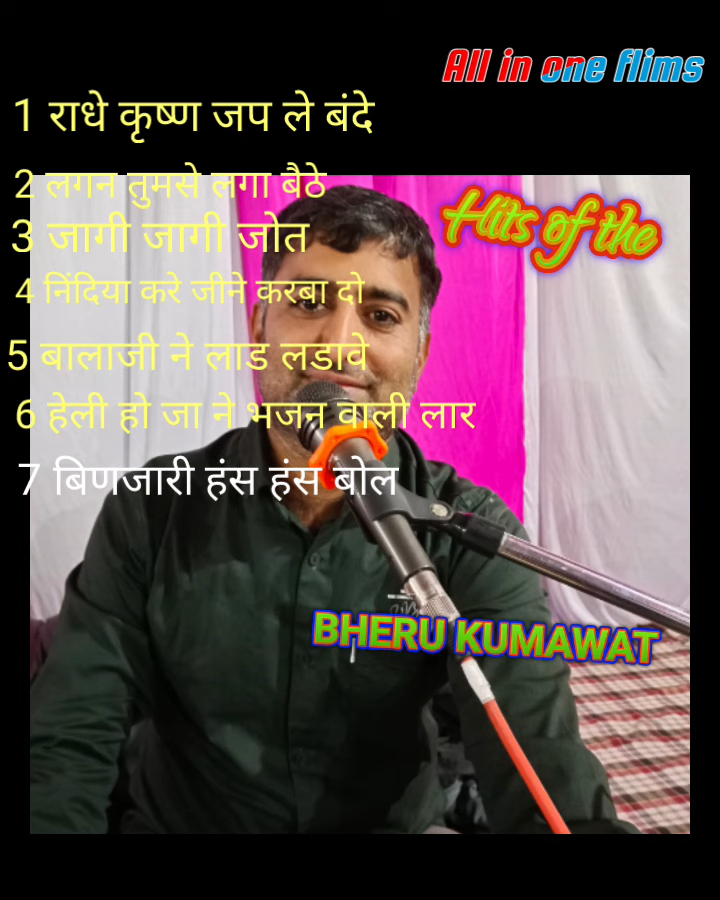 All in one flims
1 राधे कृष्ण जप ले बंदे
2 लगन तुमसे लगा बैठे
Hits of the
3 जागी जागी जोत
4 निंदिया करे जीने करबा दो
5 बालाजी ने लाड लडावे
6 हेली हो जा ने भजन वाली लार
7 बिणजारी हंस हंस बोल
BHERU KUMAWAT